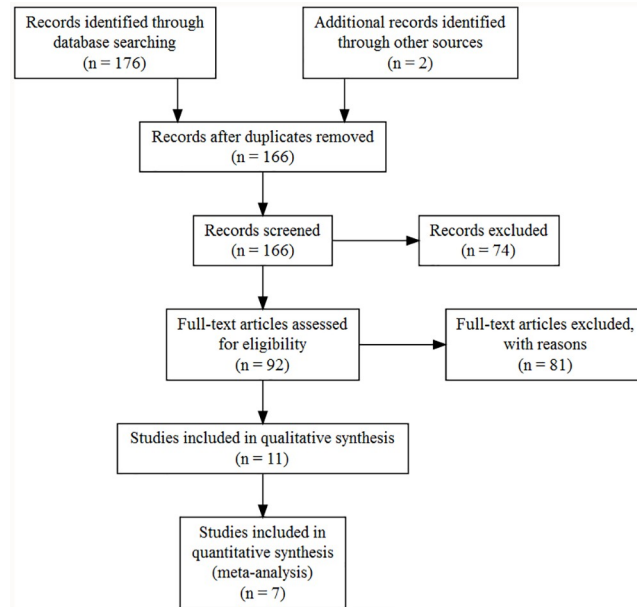 Records identified through
database searching
(n = 176)
Additional records identified
through other sources
(n = 2)
Records after duplicates removed
(n = 166)
Records screened
(n = 166)
Records excluded
(n = 74)
Full-text articles assessed
for eligibility
(n = 92)
Full-text articles excluded,
with reasons
(n = 81)
Studies included in qualitative synthesis
(n = 11)
Studies included in
quantitative synthesis
(meta-analysis)
(n = 7)